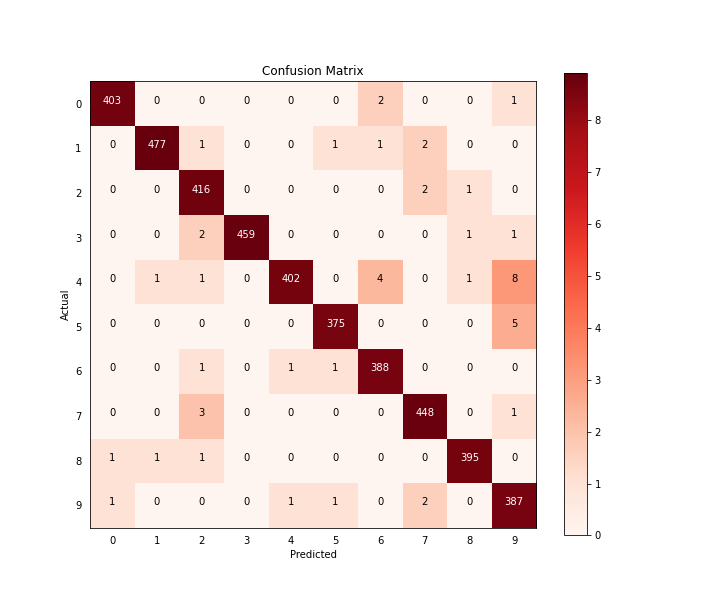 Confusion Matrix
0 403 0 0 0 0 0 2 0 0 1
1 0 477 1 0 0 1 1 2 0 0
2 0 0 416 0 0 0 0 2 1 0
3 0 0 2 459 0 0 0 0 1 1
4 0 1 1 0 402 0 4 0 1 8
5 0 0 0 0 0 375 0 0 0 5
6 0 0 1 0 1 1 388 0 0 0
7 0 0 3 0 0 0 0 448 0 1
8 1 1 1 0 0 0 0 0 395 0
9 1 0 0 0 1 1 0 2 0 387
0 1 2 3 4 5 6 7 8 9
Predicted
Actual
8
7
6
5
4
3
2
1
0